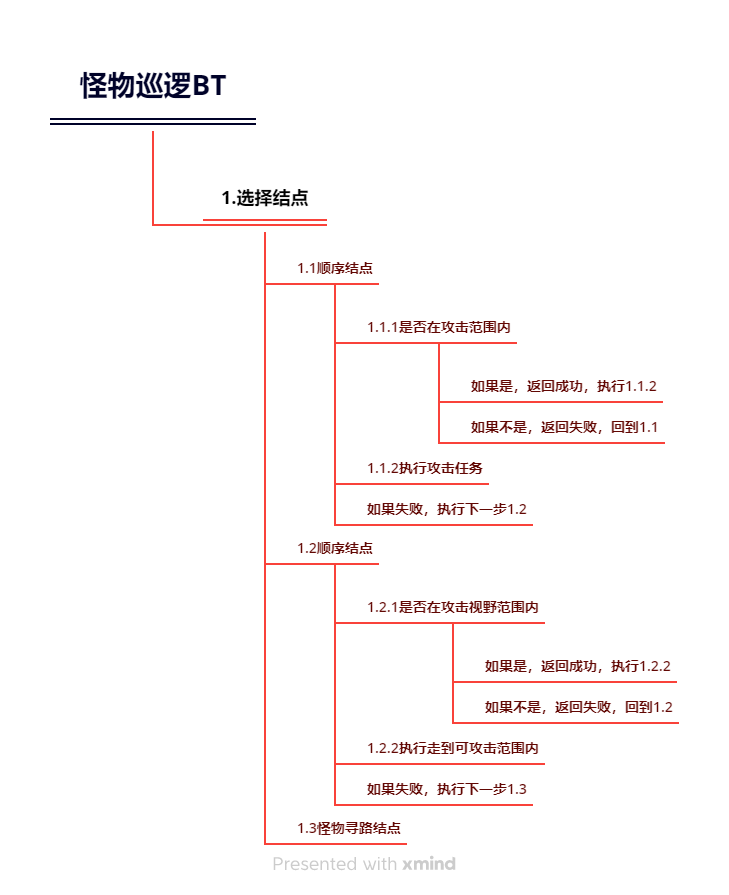 怪物巡逻BT
1.选择结点
1.1顺序结点
1.1.1是否在攻击范围内
如果是，返回成功，执行1.1.2
如果不是，返回失败，回到1.1
1.1.2执行攻击任务
如果失败，执行下一步1.2
1.2顺序结点
1.2.1是否在攻击视野范围内
如果是，返回成功，执行1.2.2
如果不是，返回失败，回到1.2
1.2.2执行走到可攻击范围内
如果失败，执行下一步1.3
1.3怪物寻路结点
Presented with xmind